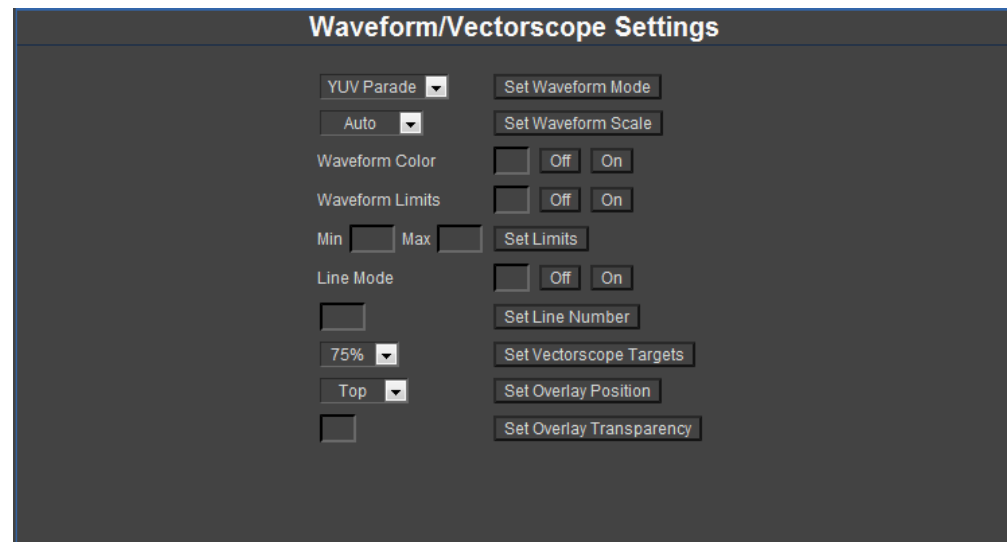 Waveform/Vectorscope Settings
YUV Parade Set Waveform Mode
Auto Set Waveform Scale
Waveform Color Off On
Waveform Limits Off On
Min Max Set Limits
Line Mode Off On
Set Line Number
75% Set Vectorscope Targets
Top Set Overlay Position
Set Overlay Transparency